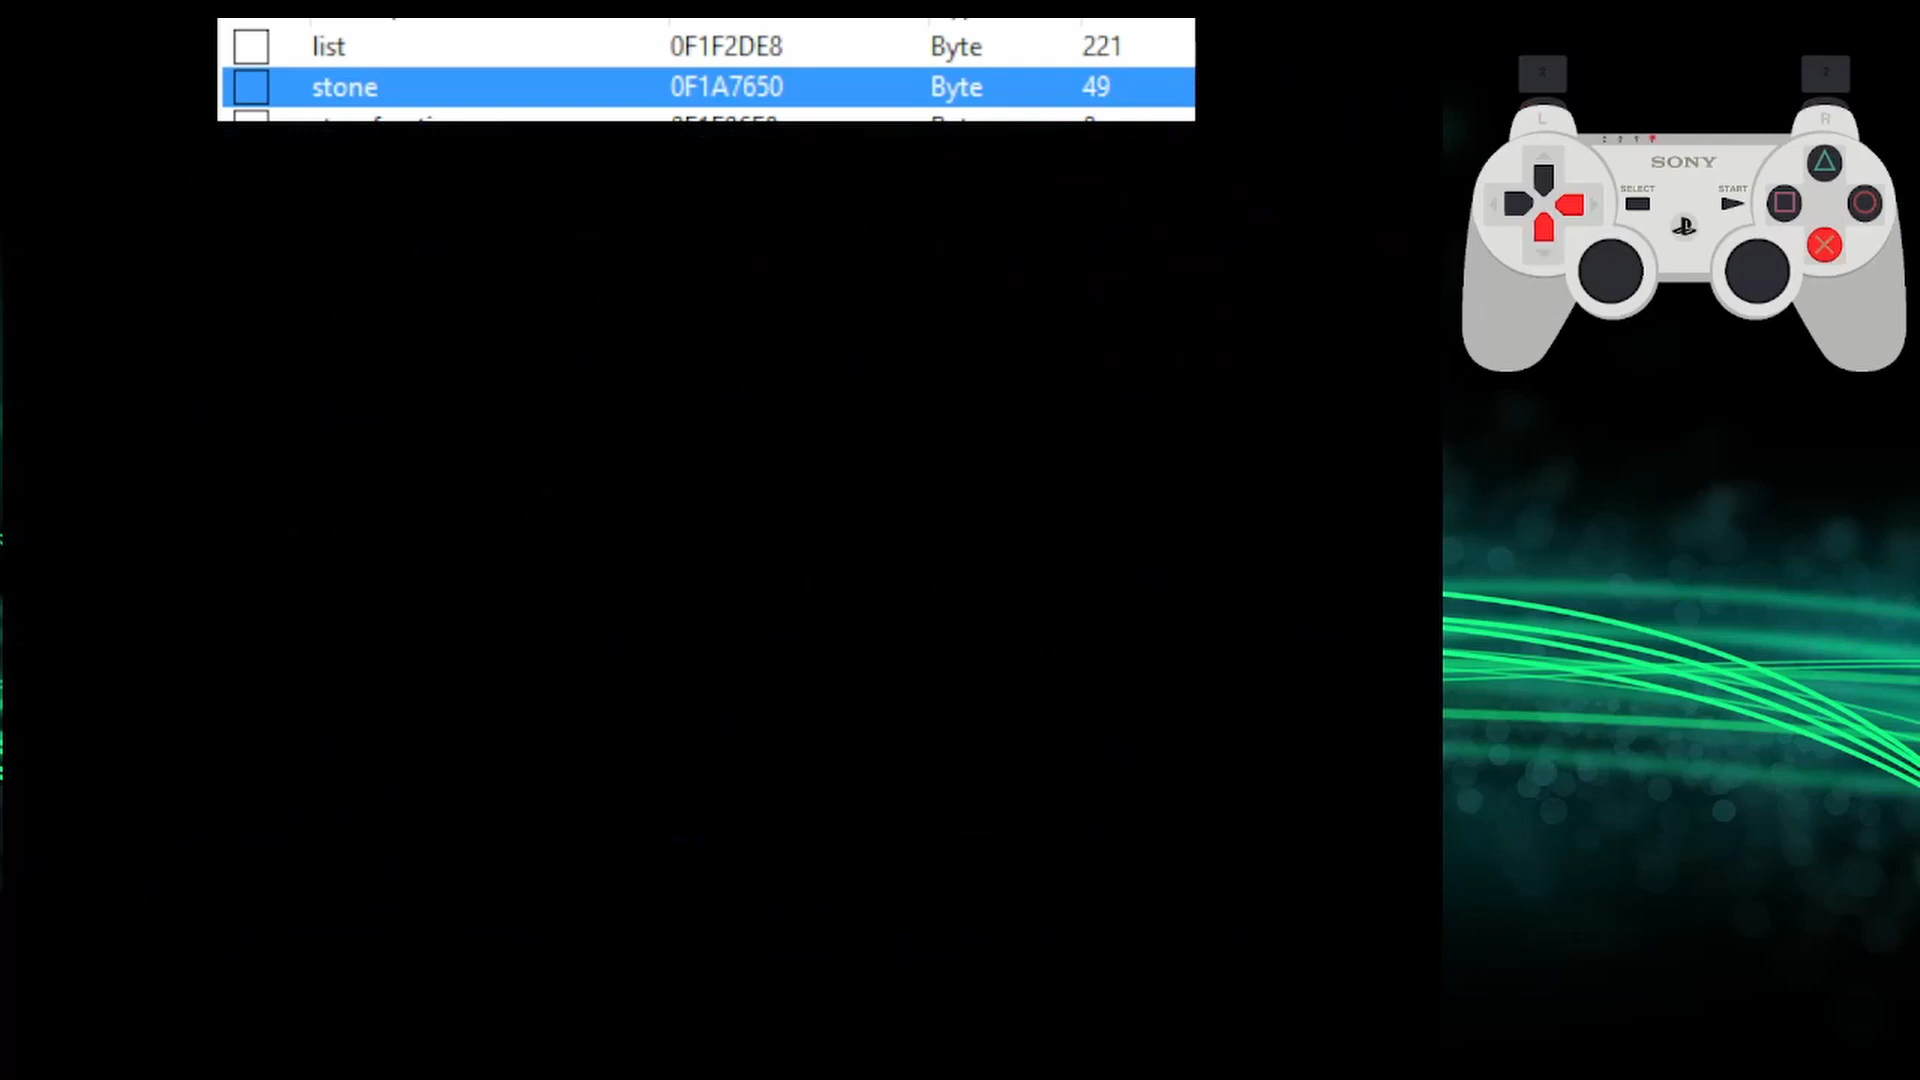 list 0F1F2DE8 Byte 221
stone 0F1A7650 Byte 49
L R
SONY
SELECT START